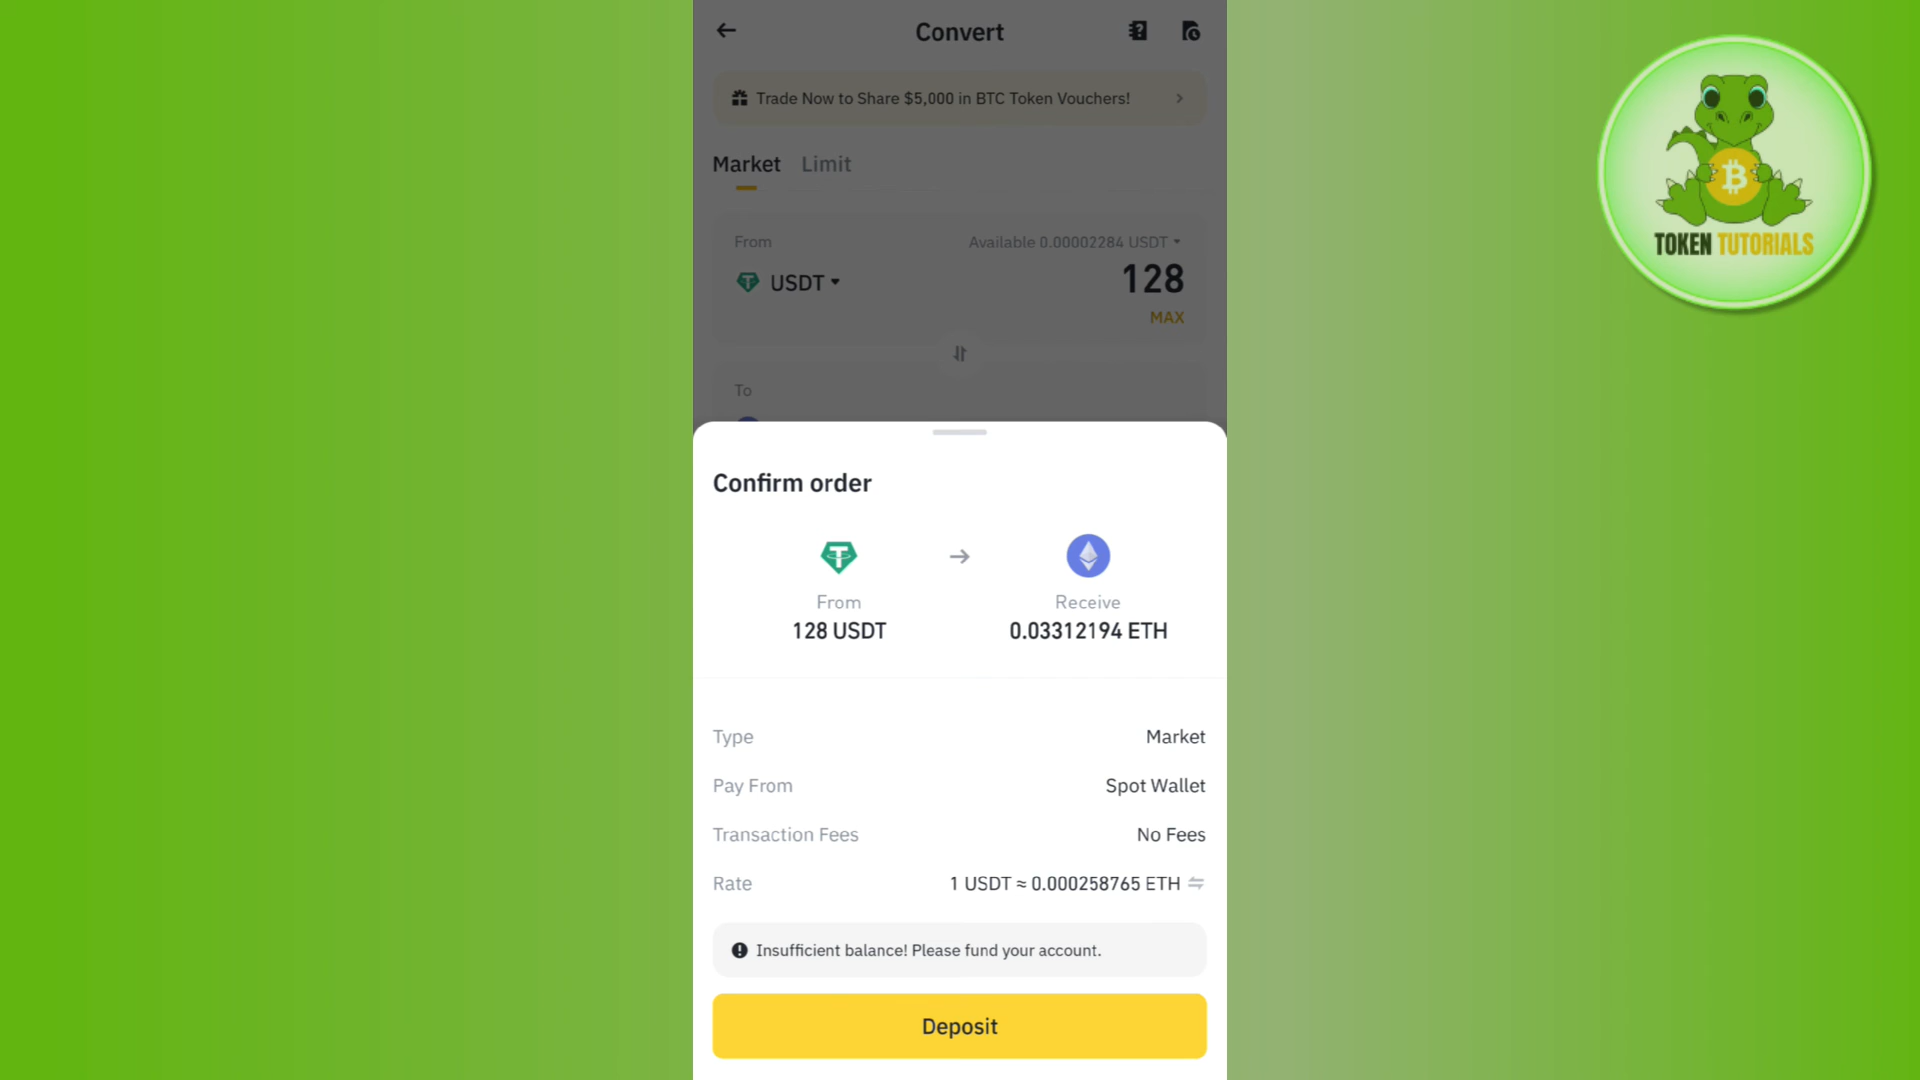 Convert
Trade Now to Share $5,000 in BTC Token Vouchers!
Market Limit
From Available 0.00002284 USDT
USDT 128
MAX
To
Confirm order
From Receive
128 USDT 0.03312194 ETH
Type Market
Pay From Spot Wallet
Transaction Fees No Fees
Rate 1 USDT ≈ 0.000258765 ETH
Insufficient balance! Please fund your account.
Deposit
TOKEN TUTORIALS